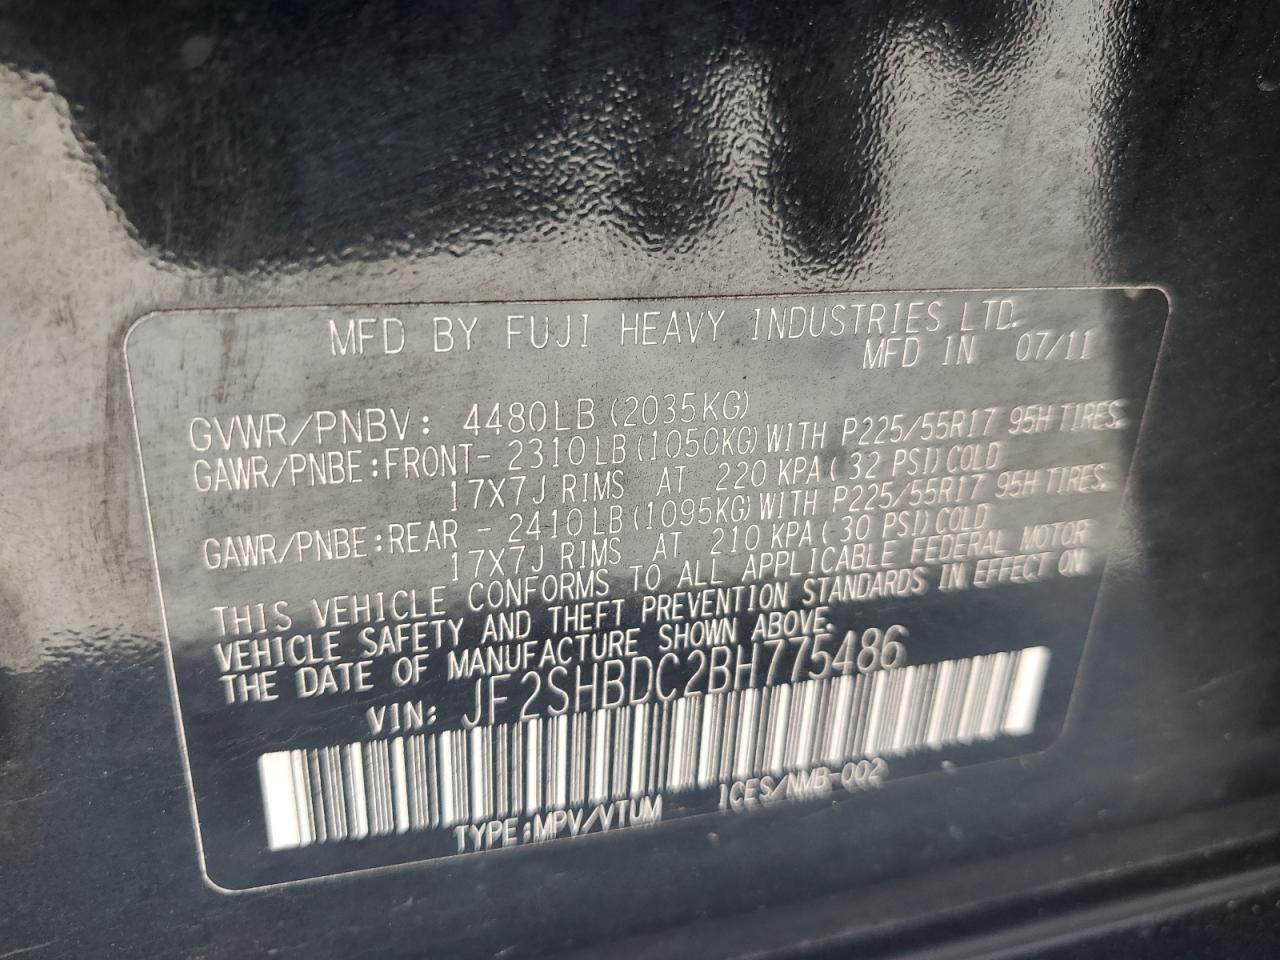 MFD BY FUJI HEAVY INDUSTRIES LTD.
MFD IN 07/11
GVWR/PNBV: 4480LB(2035KG)
GAWR/PNBE:FRONT- 2310LB(1050KG)WITH P225/55R17 95H TIRES.
17X7J RIMS AT 220 KPA( 32 PSI)COLD
GAWR/PNBE:REAR - 2410LB(1095KG)WITH P225/55R17 95H TIRES.
17X7J RIMS AT 210 KPA( 30 PSI)COLD
THIS VEHICLE CONFORMS TO ALL APPLICABLE FEDERAL MOTOR
VEHICLE SAFETY AND THEFT PREVENTION STANDARDS IN EFFECT ON
THE DATE OF MANUFACTURE SHOWN ABOVE.
VIN: JF2SHBDC2BH775486
TYPE:MPV/VTUM ICES/NMB-002